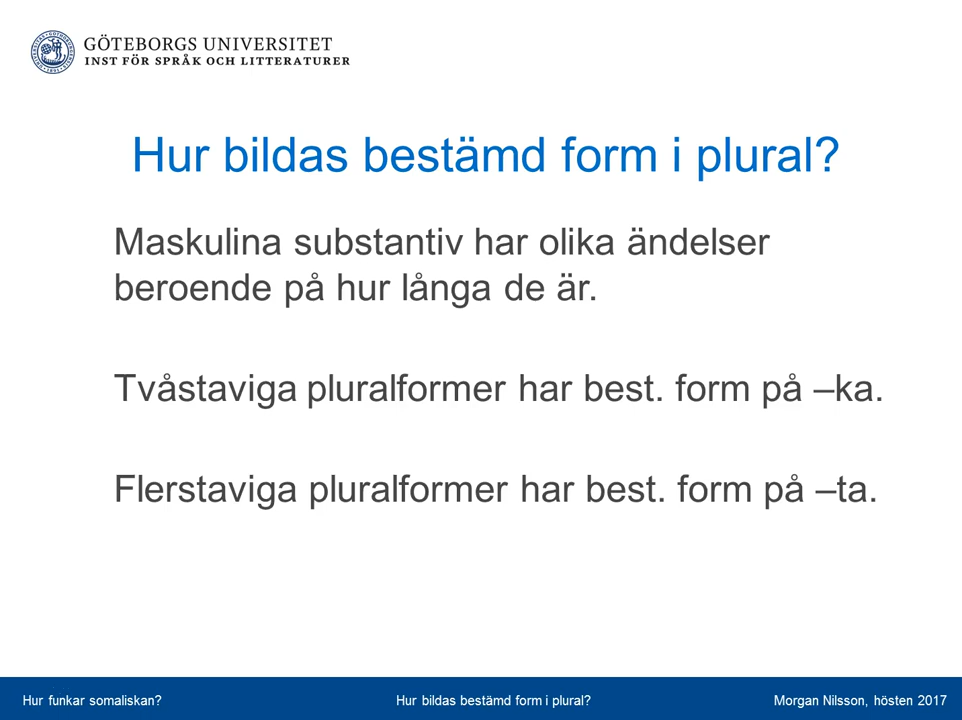 GÖTEBORGS UNIVERSITET
INST FÖR SPRÅK OCH LITTERATURER
Hur bildas bestämd form i plural?
Maskulina substantiv har olika ändelser
beroende på hur långa de är.
Tvåstaviga pluralformer har best. form på –ka.
Flerstaviga pluralformer har best. form på –ta.
Hur funkar somaliskan?
Hur bildas bestämd form i plural?
Morgan Nilsson, hösten 2017